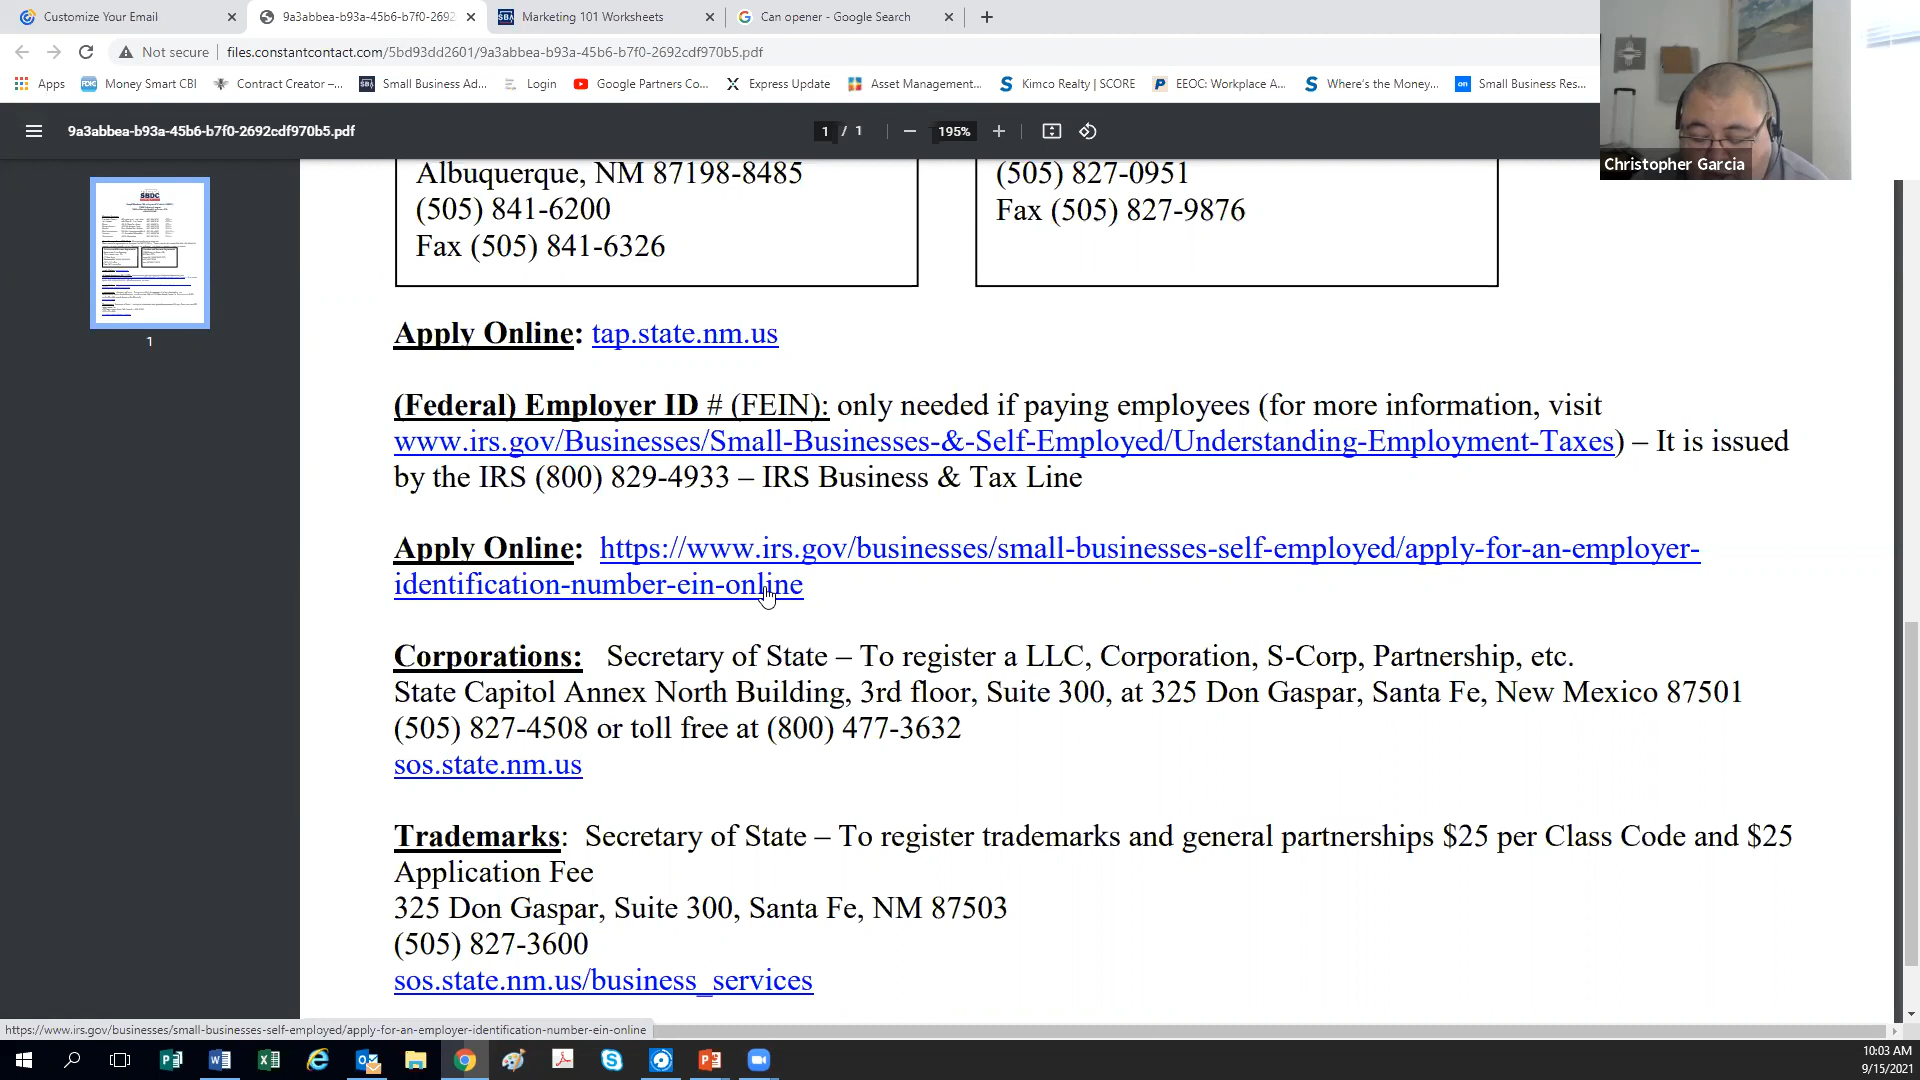 Customize Your Email
9a3abbea-b93a-45b6-b7f0-2692
Marketing 101 Worksheets
Can opener - Google Search
Not secure
files.constantcontact.com/5bd93dd2601/9a3abbea-b93a-45b6-b7f0-2692cdf970b5.pdf
Apps
Money Smart CBI
Contract Creator –...
Small Business Ad...
Login
Google Partners Co...
Express Update
Asset Management...
Kimco Realty | SCORE
EEOC: Workplace A...
Where's the Money...
Small Business Res...
Christopher Garcia
9a3abbea-b93a-45b6-b7f0-2692cdf970b5.pdf
1 / 1
195%
SBDC
1
Albuquerque, NM 87198-8485
(505) 841-6200
Fax (505) 841-6326
(505) 827-0951
Fax (505) 827-9876
Apply Online: tap.state.nm.us
(Federal) Employer ID # (FEIN): only needed if paying employees (for more information, visit
www.irs.gov/Businesses/Small-Businesses-&-Self-Employed/Understanding-Employment-Taxes) – It is issued
by the IRS (800) 829-4933 – IRS Business & Tax Line
Apply Online: https://www.irs.gov/businesses/small-businesses-self-employed/apply-for-an-employer-
identification-number-ein-online
Corporations: Secretary of State – To register a LLC, Corporation, S-Corp, Partnership, etc.
State Capitol Annex North Building, 3rd floor, Suite 300, at 325 Don Gaspar, Santa Fe, New Mexico 87501
(505) 827-4508 or toll free at (800) 477-3632
sos.state.nm.us
Trademarks: Secretary of State – To register trademarks and general partnerships $25 per Class Code and $25
Application Fee
325 Don Gaspar, Suite 300, Santa Fe, NM 87503
(505) 827-3600
sos.state.nm.us/business_services
https://www.irs.gov/businesses/small-businesses-self-employed/apply-for-an-employer-identification-number-ein-online
10:03 AM
9/15/2021